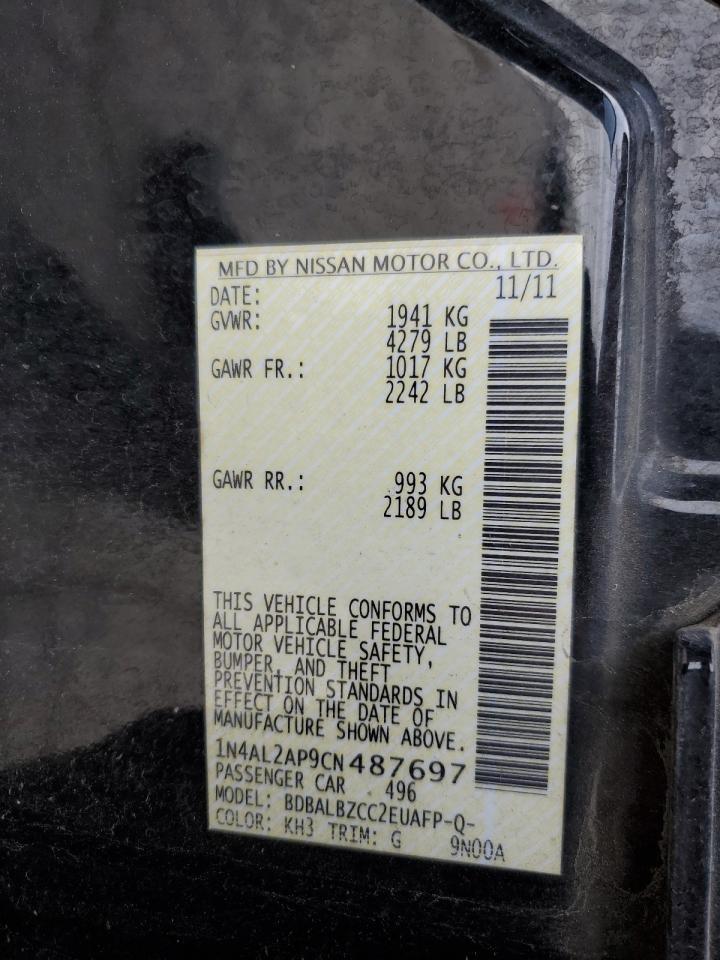 MFD BY NISSAN MOTOR CO., LTD.
DATE: 11/11
GVWR: 1941 KG
4279 LB
GAWR FR.: 1017 KG
2242 LB
GAWR RR.: 993 KG
2189 LB
THIS VEHICLE CONFORMS TO
ALL APPLICABLE FEDERAL
MOTOR VEHICLE SAFETY,
BUMPER, AND THEFT
PREVENTION STANDARDS IN
EFFECT ON THE DATE OF
MANUFACTURE SHOWN ABOVE.
1N4AL2AP9CN487697
PASSENGER CAR 496
MODEL: BDBALBZCC2EUAFP-Q-
COLOR: KH3 TRIM: G 9N00A